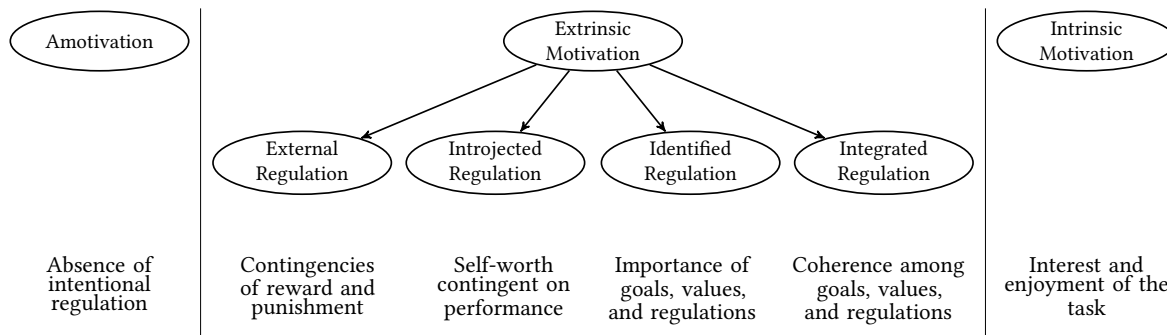 Amotivation
Extrinsic
Motivation
Intrinsic
Motivation
External
Regulation
Introjected
Regulation
Identified
Regulation
Integrated
Regulation
Absence of
intentional
regulation
Contingencies
of reward and
punishment
Self-worth
contingent on
performance
Importance of
goals, values,
and regulations
Coherence among
goals, values,
and regulations
Interest and
enjoyment of the
task